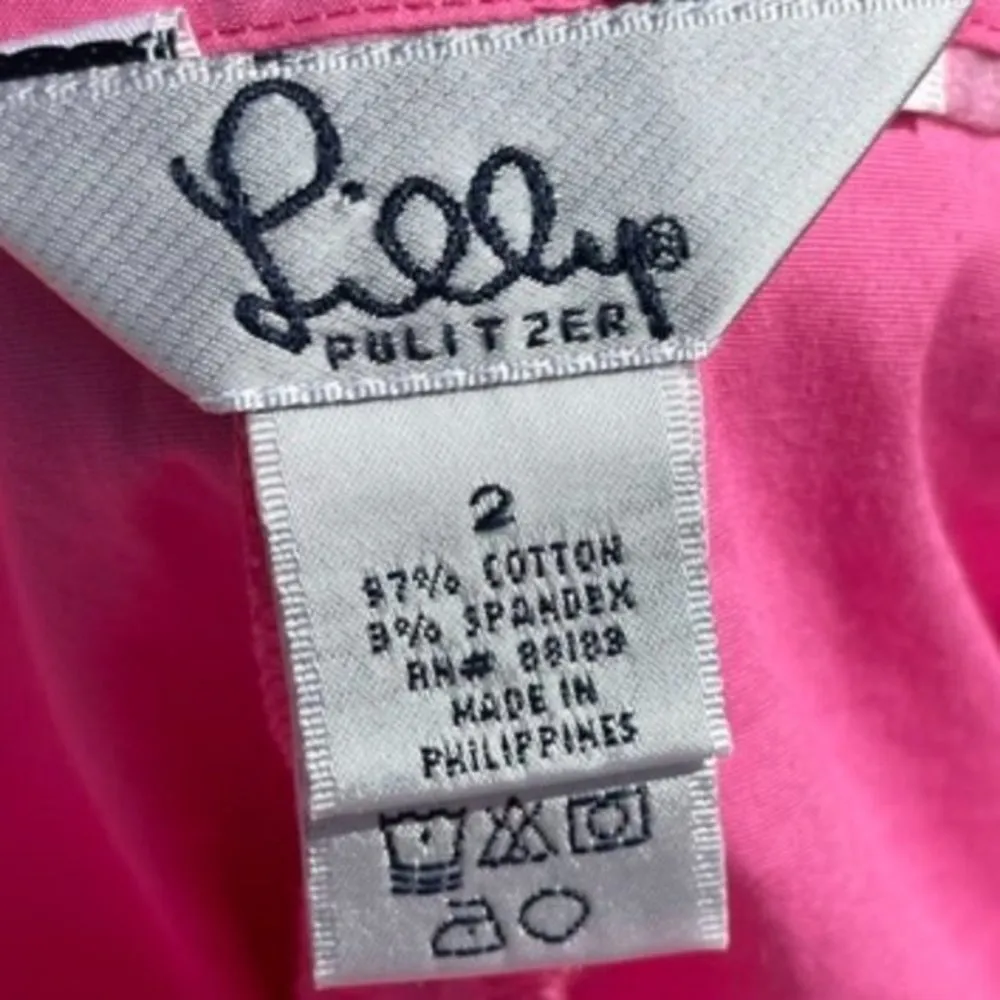 Lilly®
PULITZER
2
97% COTTON
3% SPANDEX
RN# 88189
MADE IN
PHILIPPINES